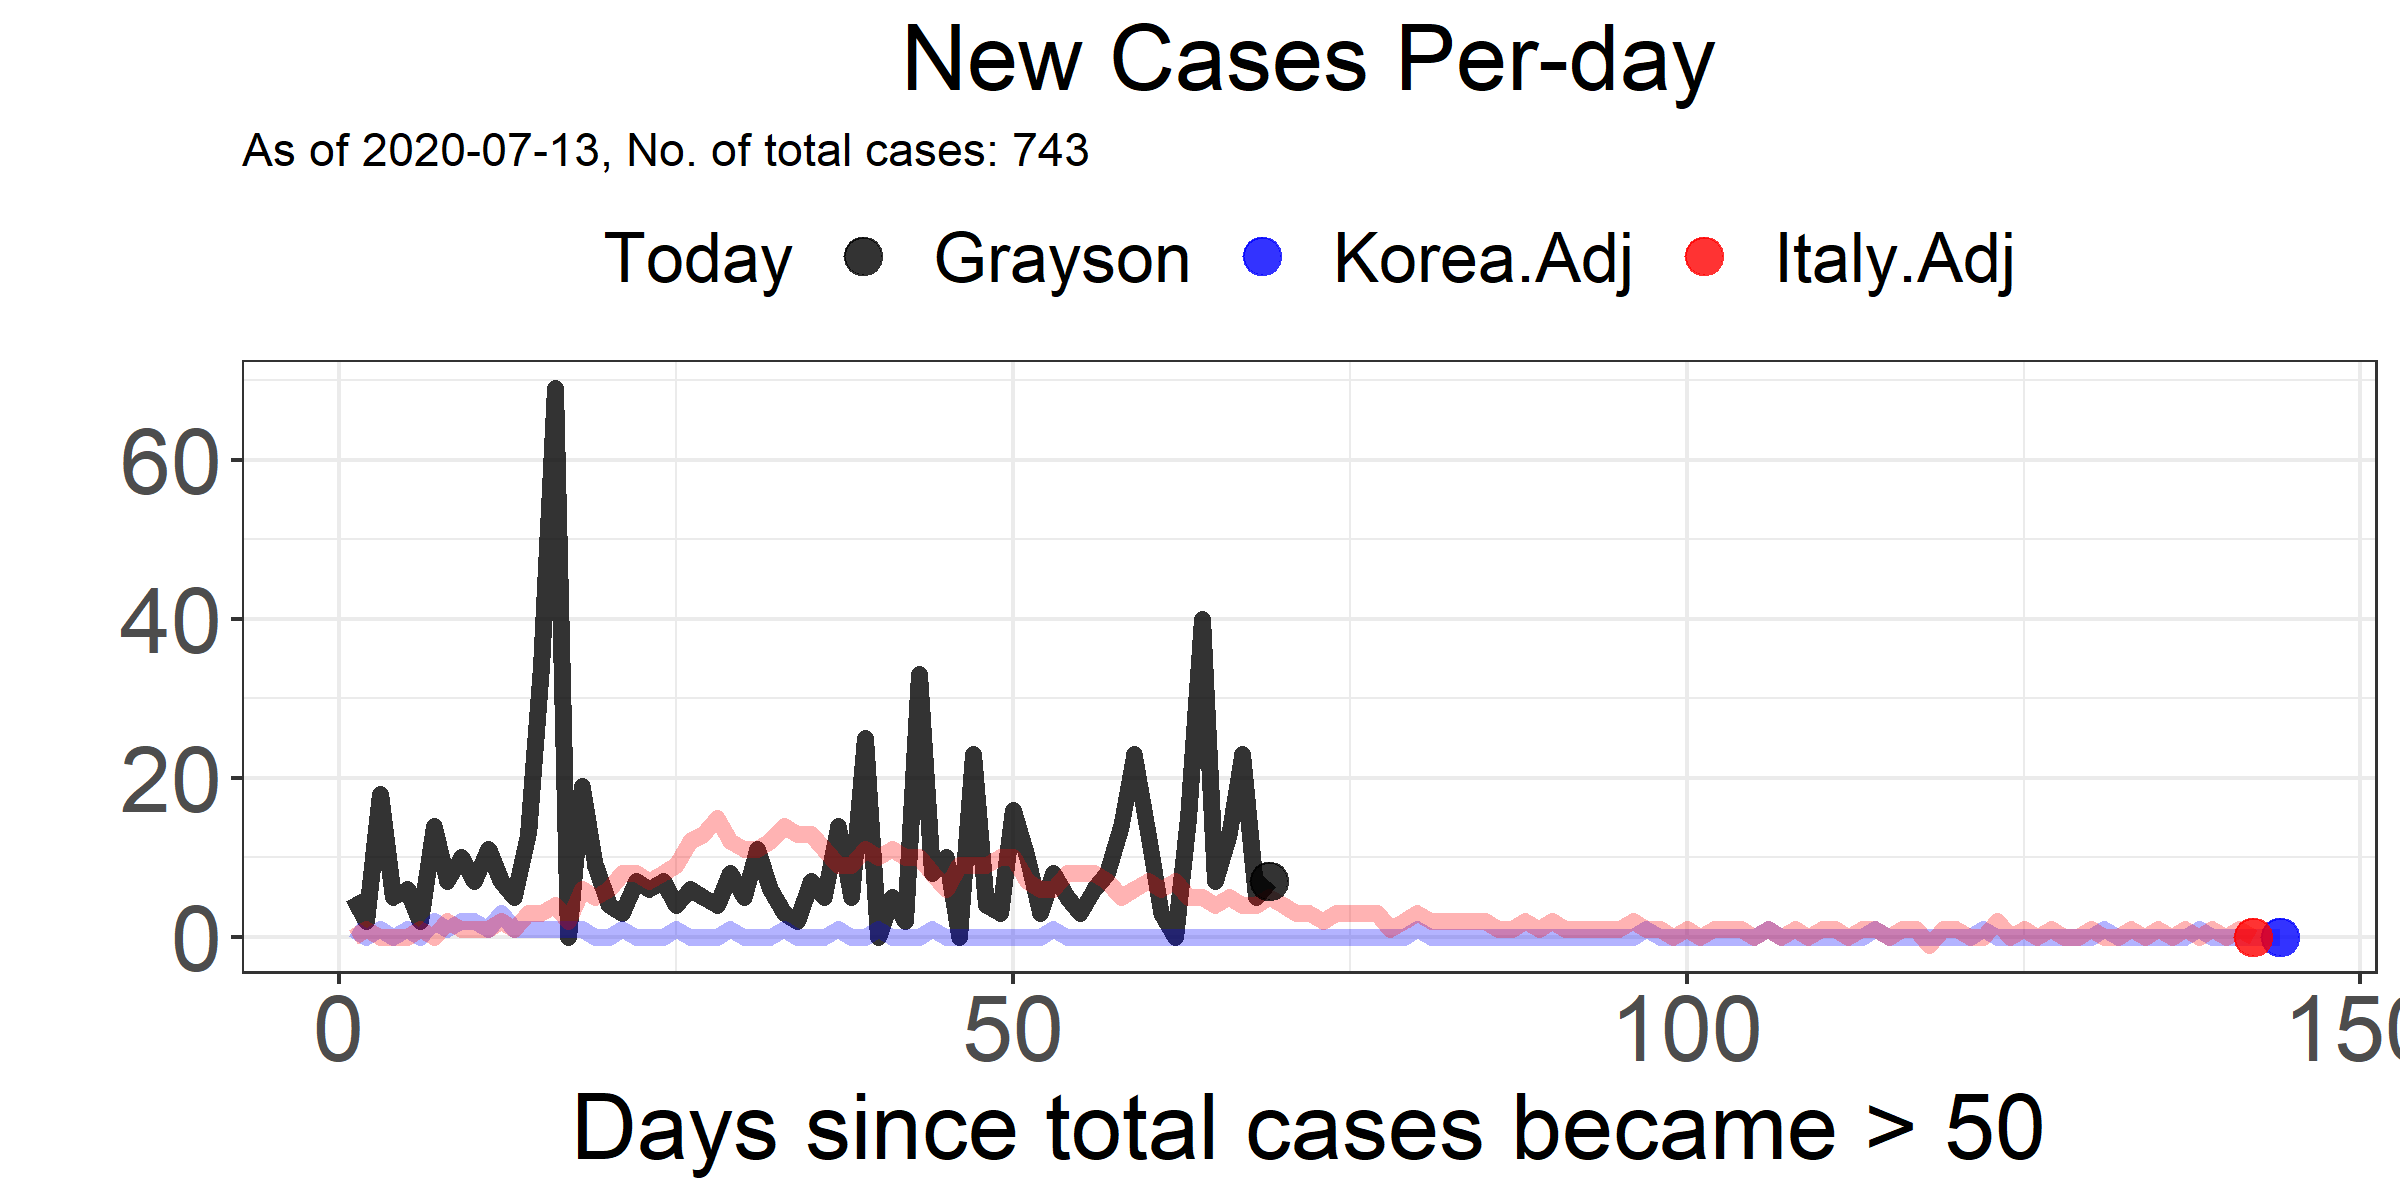 New Cases Per-day
As of 2020-07-13, No. of total cases: 743
Today Grayson Korea.Adj Italy.Adj
60
40
20
0
0 50 100 150
Days since total cases became > 50